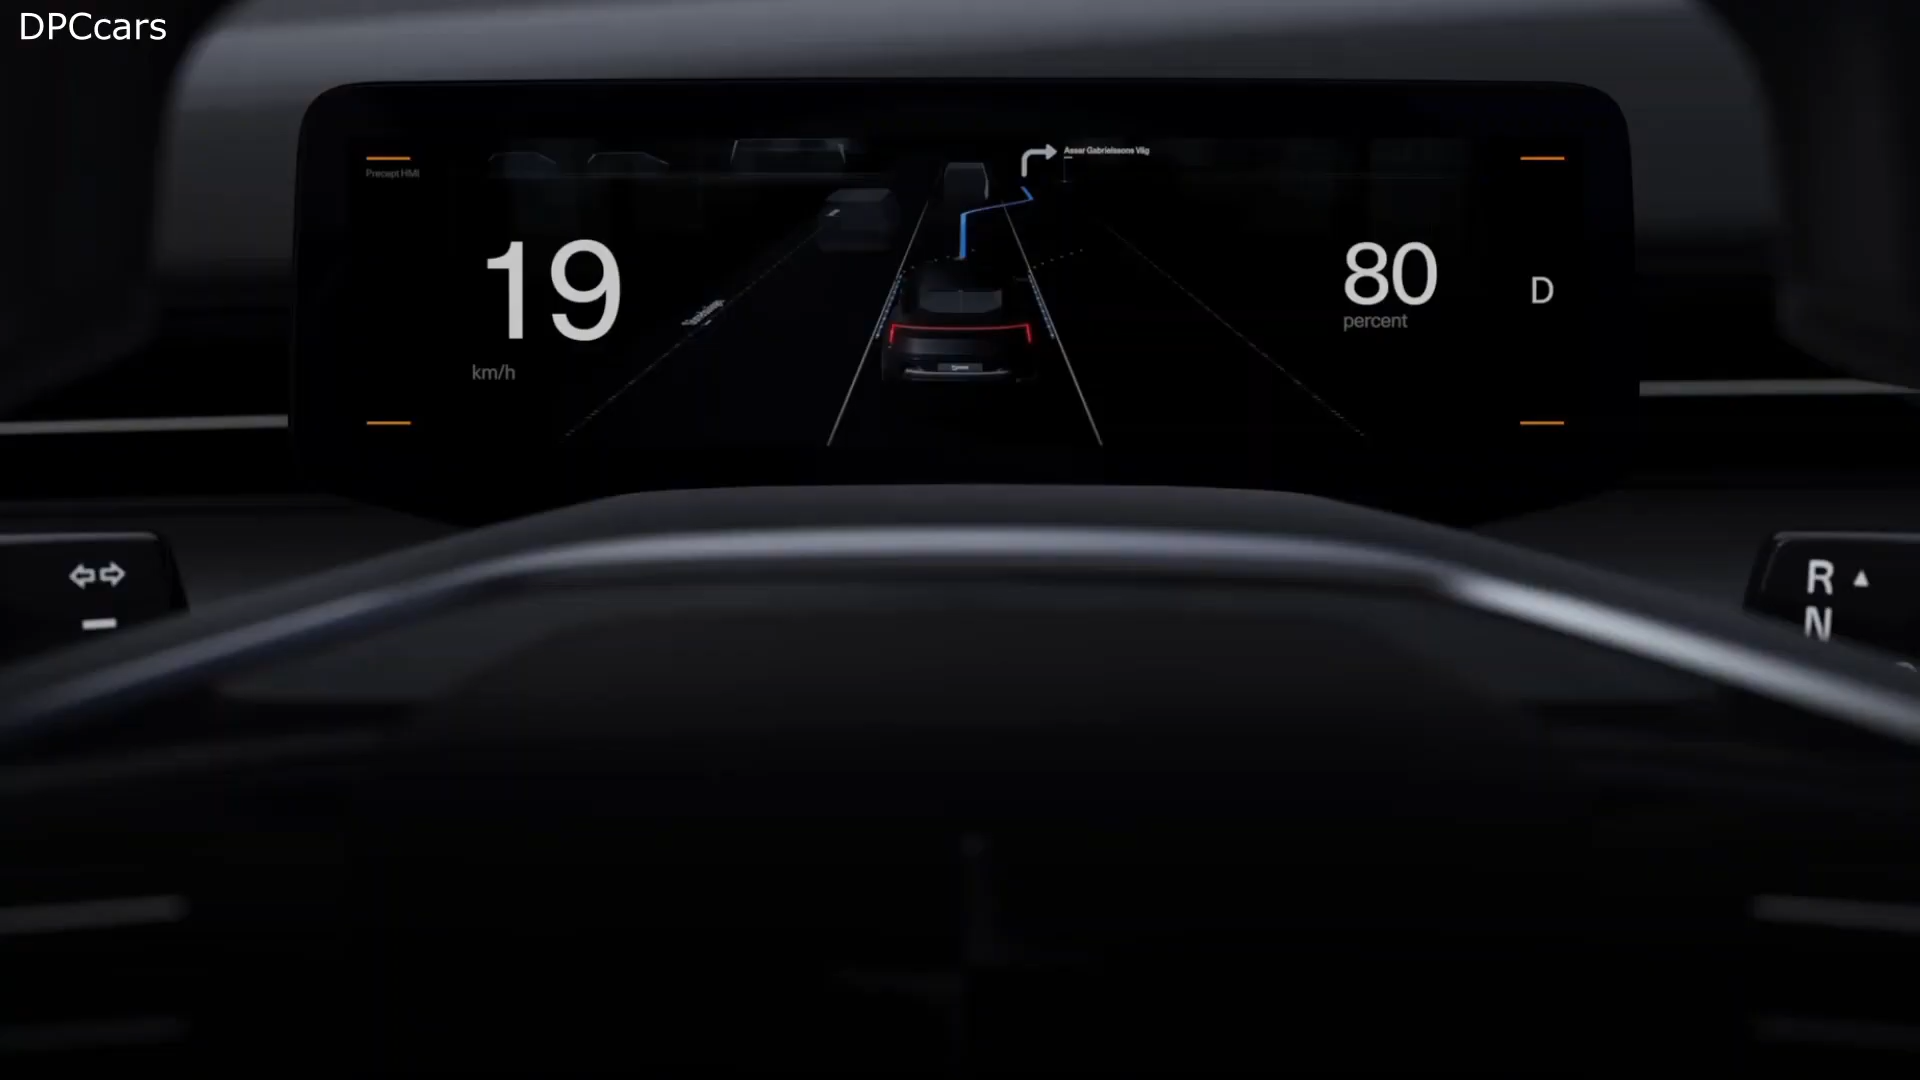 DPCcars
Assar Gabrielssons Väg
Precept HMI
19
km/h
80
percent
D
R
N